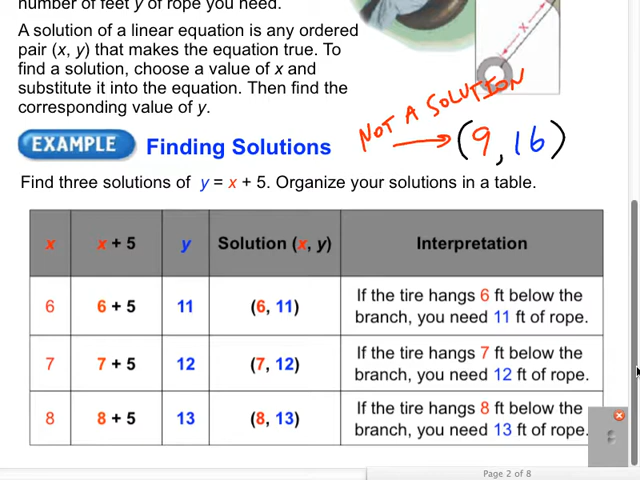 number of feet y of rope you need.
A solution of a linear equation is any ordered
pair (x, y) that makes the equation true. To
find a solution, choose a value of x and
substitute it into the equation. Then find the
corresponding value of y.
x
NOT A SOLUTION
(9, 16)
EXAMPLE Finding Solutions
Find three solutions of y = x + 5. Organize your solutions in a table.
x x + 5 y Solution (x, y) Interpretation
6 6 + 5 11 (6, 11) If the tire hangs 6 ft below the
branch, you need 11 ft of rope.
7 7 + 5 12 (7, 12) If the tire hangs 7 ft below the
branch, you need 12 ft of rope.
8 8 + 5 13 (8, 13) If the tire hangs 8 ft below the
branch, you need 13 ft of rope.
Page 2 of 8